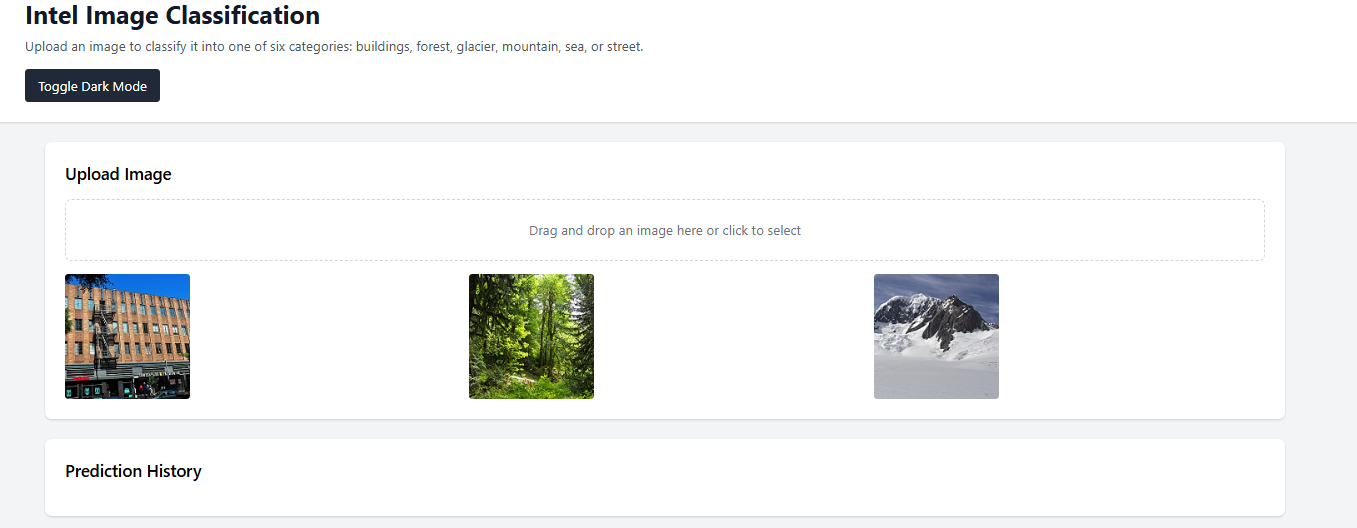 Intel Image Classification
Upload an image to classify it into one of six categories: buildings, forest, glacier, mountain, sea, or street.
Toggle Dark Mode
Upload Image
Drag and drop an image here or click to select
Prediction History